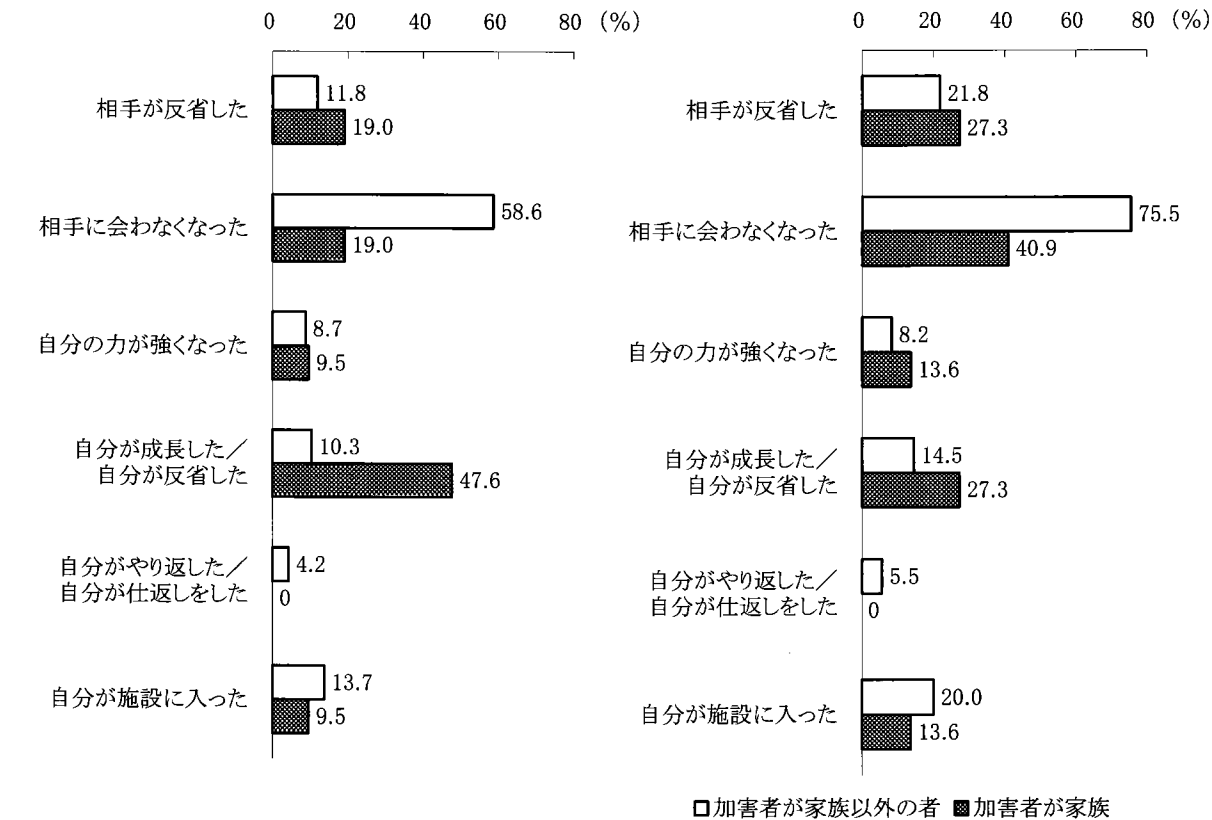 0 20 40 60 80 (%)
相手が反省した
11.8
19.0
相手に会わなくなった
58.6
19.0
自分の力が強くなった
8.7
9.5
自分が成長した／
自分が反省した
10.3
47.6
自分がやり返した／
自分が仕返しをした
4.2
0
自分が施設に入った
13.7
9.5
0 20 40 60 80 (%)
相手が反省した
21.8
27.3
相手に会わなくなった
75.5
40.9
自分の力が強くなった
8.2
13.6
自分が成長した／
自分が反省した
14.5
27.3
自分がやり返した／
自分が仕返しをした
5.5
0
自分が施設に入った
20.0
13.6
加害者が家族以外の者 加害者が家族